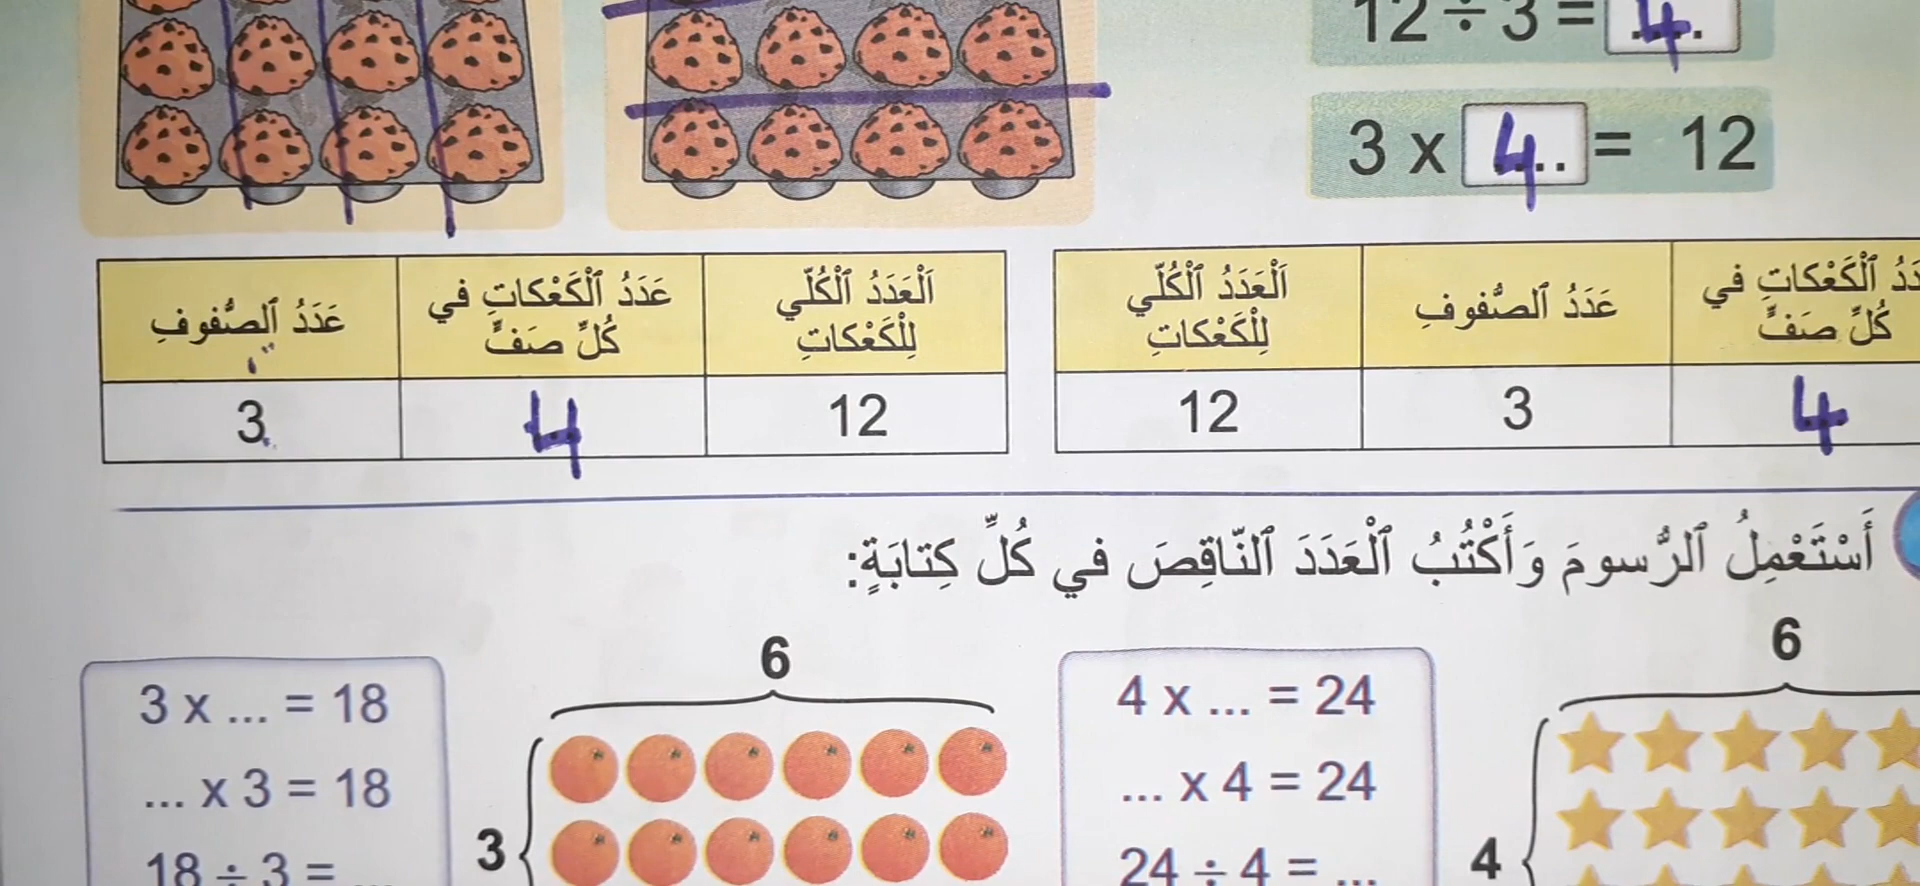 12 ÷ 3 = 4
3 x 4 = 12
اَلْعَدَدُ ٱلْكُلّي لِلْكَعْكاتِ
عَدَدُ ٱلصُّفوفِ
ٱلْكَعْكاتِ في كُلِّ صَفٍّ
12
3
4
اَلْعَدَدُ ٱلْكُلّي لِلْكَعْكاتِ
عَدَدُ ٱلْكَعْكاتِ في كُلِّ صَفٍّ
عَدَدُ ٱلصُّفوفِ
12
4
3
أَسْتَعْمِلُ ٱلرُّسومَ وَأَكْتُبُ ٱلْعَدَدَ ٱلنّاقِصَ في كُلِّ كِتابَةٍ:
6
4
4 x ... = 24
... x 4 = 24
24 ÷ 4 = ...
6
3
3 x ... = 18
... x 3 = 18
18 ÷ 3 = ...